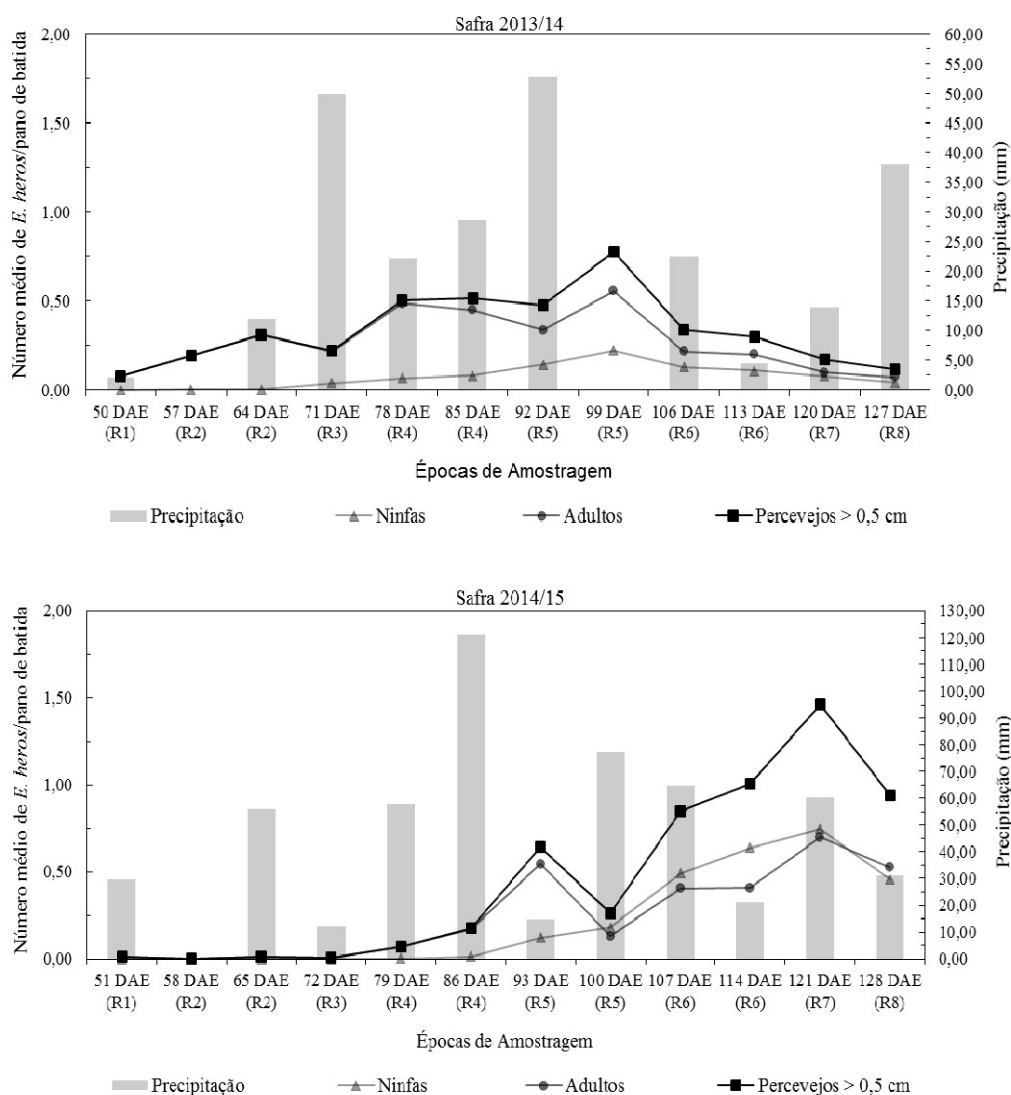 Safra 2013/14
Número médio de E. heros/pano de batida
2,00
1,50
1,00
0,50
0,00
60,00
55,00
50,00
45,00
40,00
35,00
30,00
25,00
20,00
15,00
10,00
5,00
0,00
Precipitação (mm)
50 DAE 57 DAE 64 DAE 71 DAE 78 DAE 85 DAE 92 DAE 99 DAE 106 DAE 113 DAE 120 DAE 127 DAE
(R1) (R2) (R2) (R3) (R4) (R4) (R5) (R5) (R6) (R6) (R7) (R8)
Épocas de Amostragem
Precipitação Ninfas Adultos Percevejos > 0,5 cm
Safra 2014/15
Número médio de E. heros/pano de batida
2,00
1,50
1,00
0,50
0,00
130,00
120,00
110,00
100,00
90,00
80,00
70,00
60,00
50,00
40,00
30,00
20,00
10,00
0,00
Precipitação (mm)
51 DAE 58 DAE 65 DAE 72 DAE 79 DAE 86 DAE 93 DAE 100 DAE 107 DAE 114 DAE 121 DAE 128 DAE
(R1) (R2) (R2) (R3) (R4) (R4) (R5) (R5) (R6) (R6) (R7) (R8)
Épocas de Amostragem
Precipitação Ninfas Adultos Percevejos > 0,5 cm